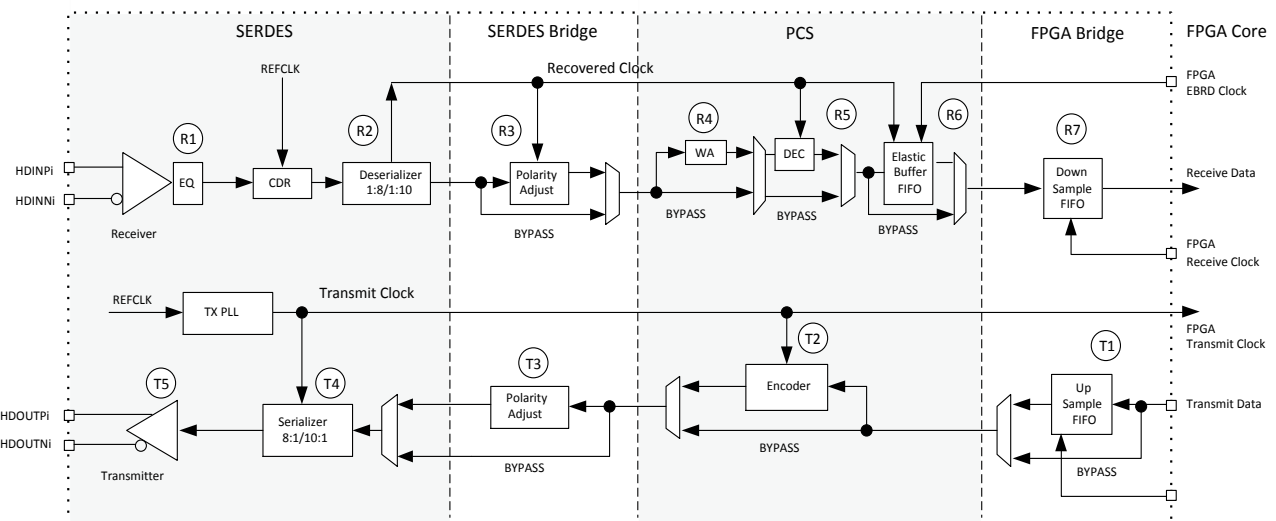 SERDES
SERDES Bridge
PCS
FPGA Bridge
FPGA Core
REFCLK
Recovered Clock
FPGA
EBRD Clock
R1
R2
R3
R4
R5
R6
R7
HDINPi
HDINNi
EQ
CDR
Deserializer
1:8/1:10
Polarity
Adjust
WA
DEC
Elastic
Buffer
FIFO
Down
Sample
FIFO
Receive Data
BYPASS
BYPASS
BYPASS
BYPASS
Receiver
FPGA
Receive Clock
REFCLK
TX PLL
Transmit Clock
FPGA
Transmit Clock
T5
T4
T3
T2
T1
HDOUTPi
HDOUTNi
Serializer
8:1/10:1
Polarity
Adjust
Encoder
Up
Sample
FIFO
Transmit Data
BYPASS
BYPASS
BYPASS
Transmitter